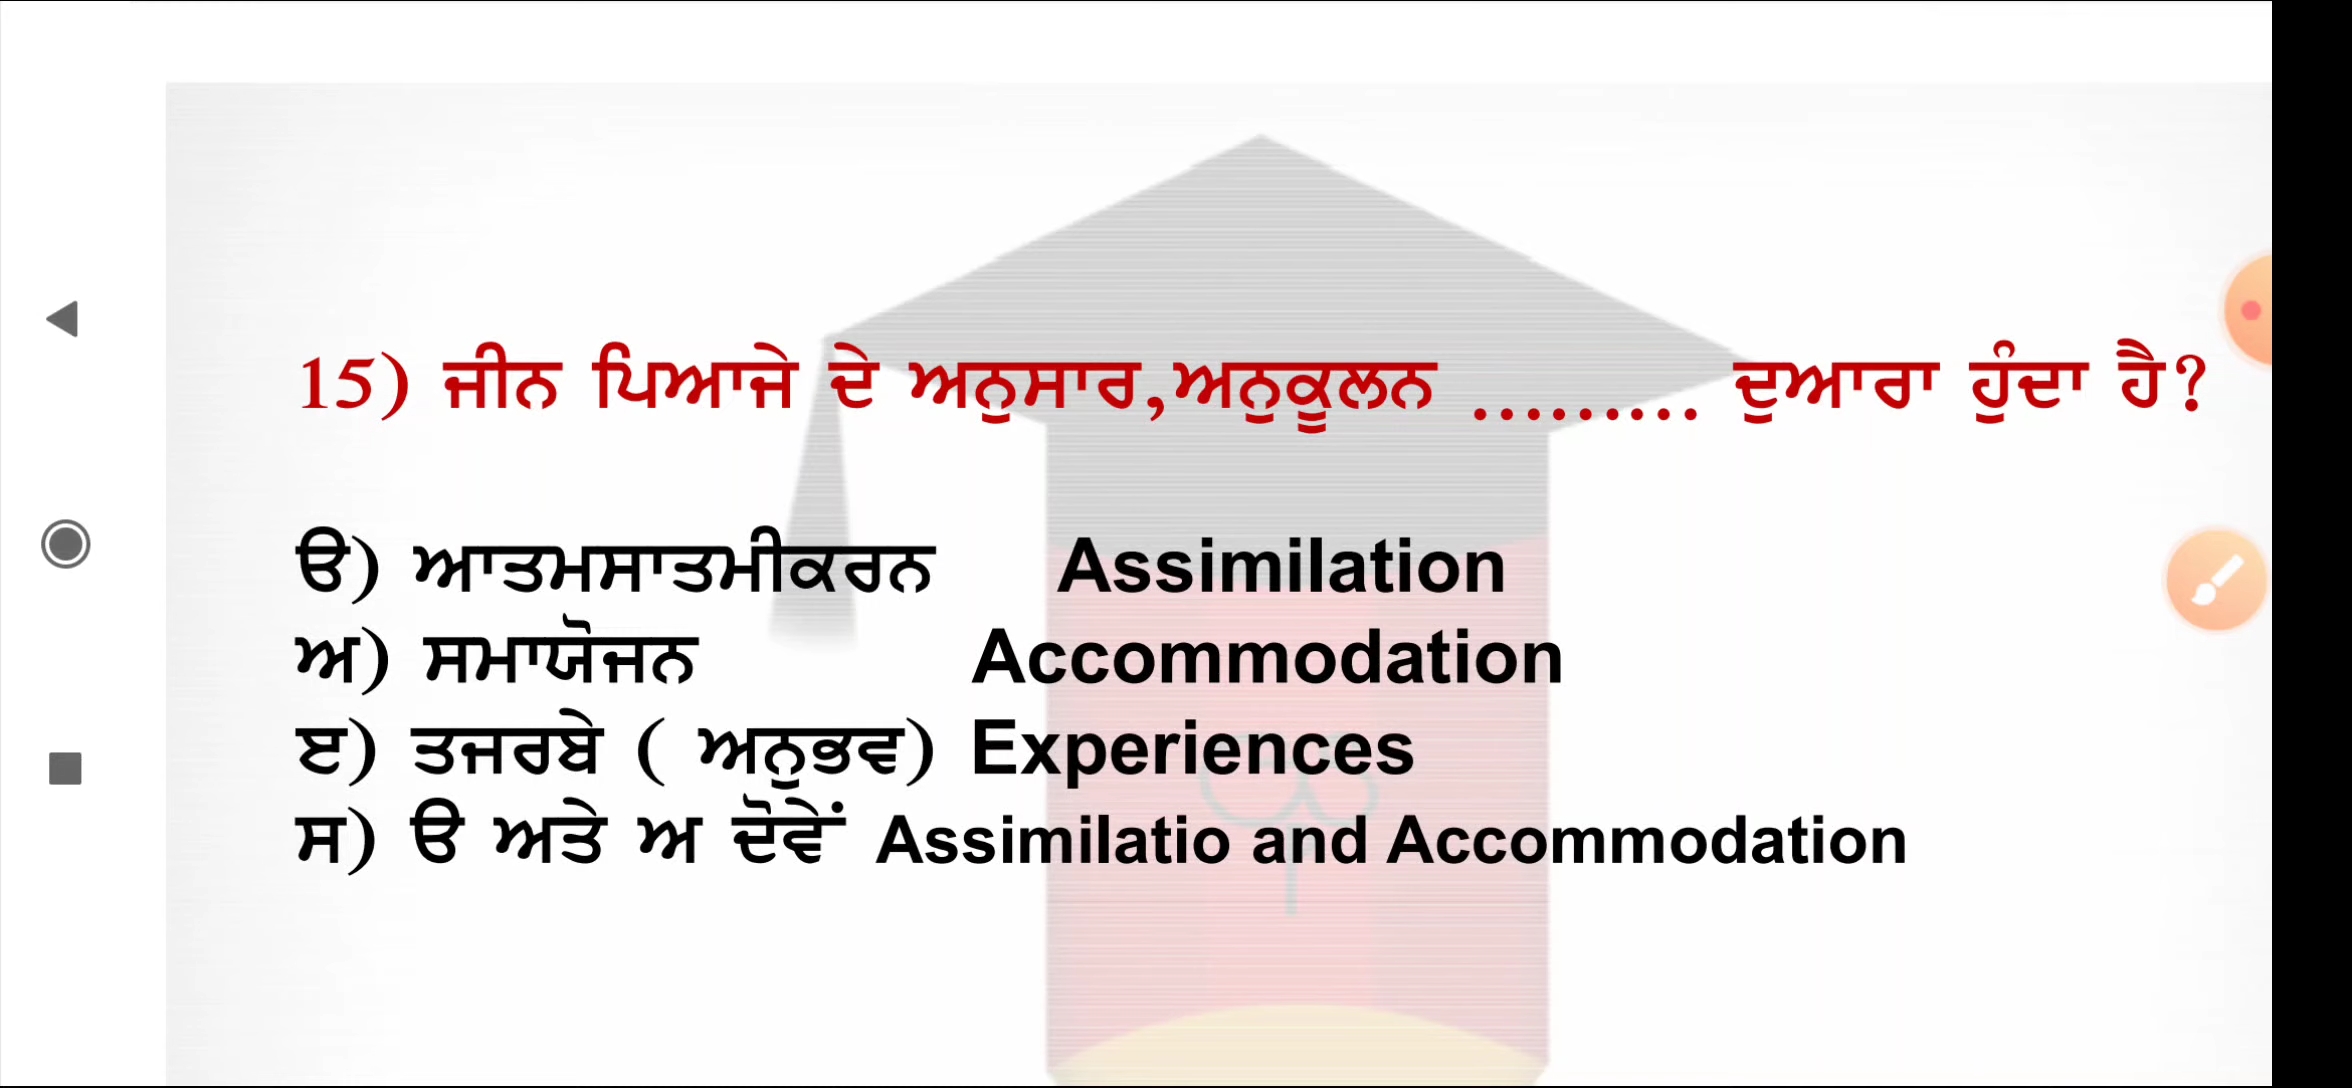 15) ਜੀਨ ਪਿਆਜੇ ਦੇ ਅਨੁਸਾਰ,ਅਨੁਕੂਲਨ ......... ਦੁਆਰਾ ਹੁੰਦਾ ਹੈ?
ੳ) ਆਤਮਸਾਤਮੀਕਰਨ Assimilation
ਅ) ਸਮਾਯੋਜਨ Accommodation
ੲ) ਤਜਰਬੇ ( ਅਨੁਭਵ) Experiences
ਸ) ੳ ਅਤੇ ਅ ਦੋਵੇਂ Assimilatio and Accommodation